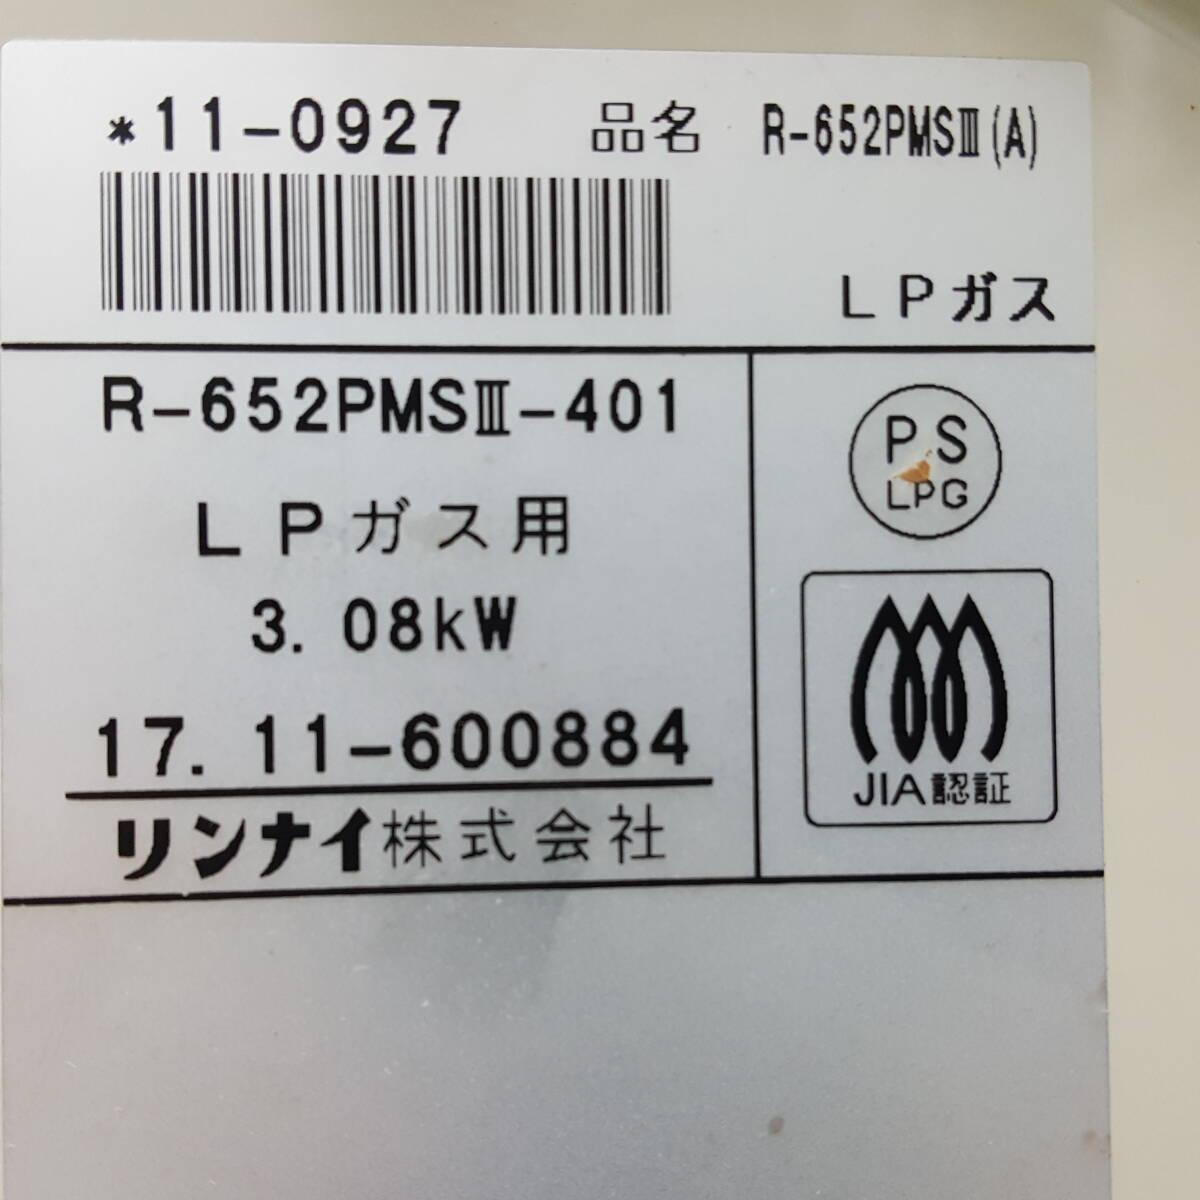 *11-0927 品名 R-652PMSⅢ(A)
LPガス
R-652PMSⅢ-401
LPガス用
3.08kW
17.11-600884
リンナイ株式会社
PS
LPG
JIA認証